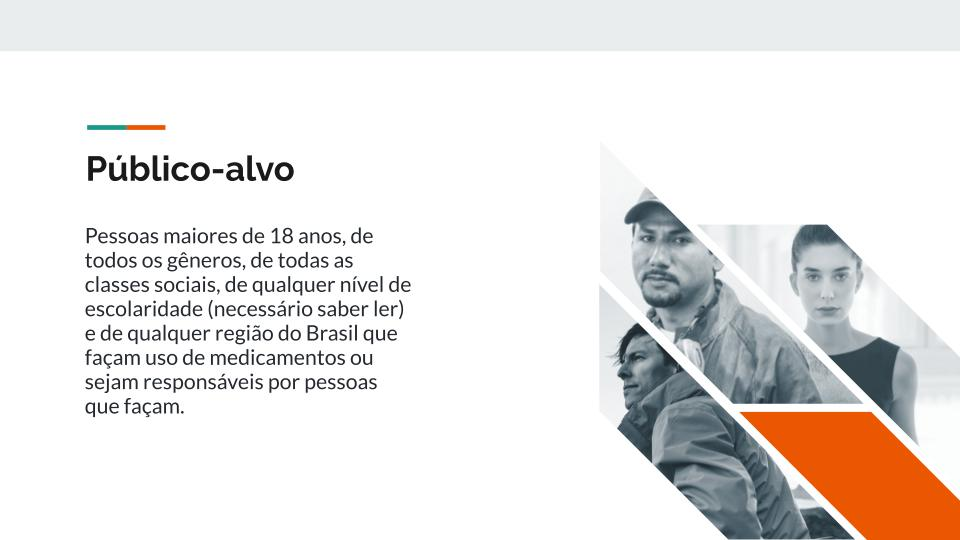 Público-alvo
Pessoas maiores de 18 anos, de
todos os gêneros, de todas as
classes sociais, de qualquer nível de
escolaridade (necessário saber ler)
e de qualquer região do Brasil que
façam uso de medicamentos ou
sejam responsáveis por pessoas
que façam.